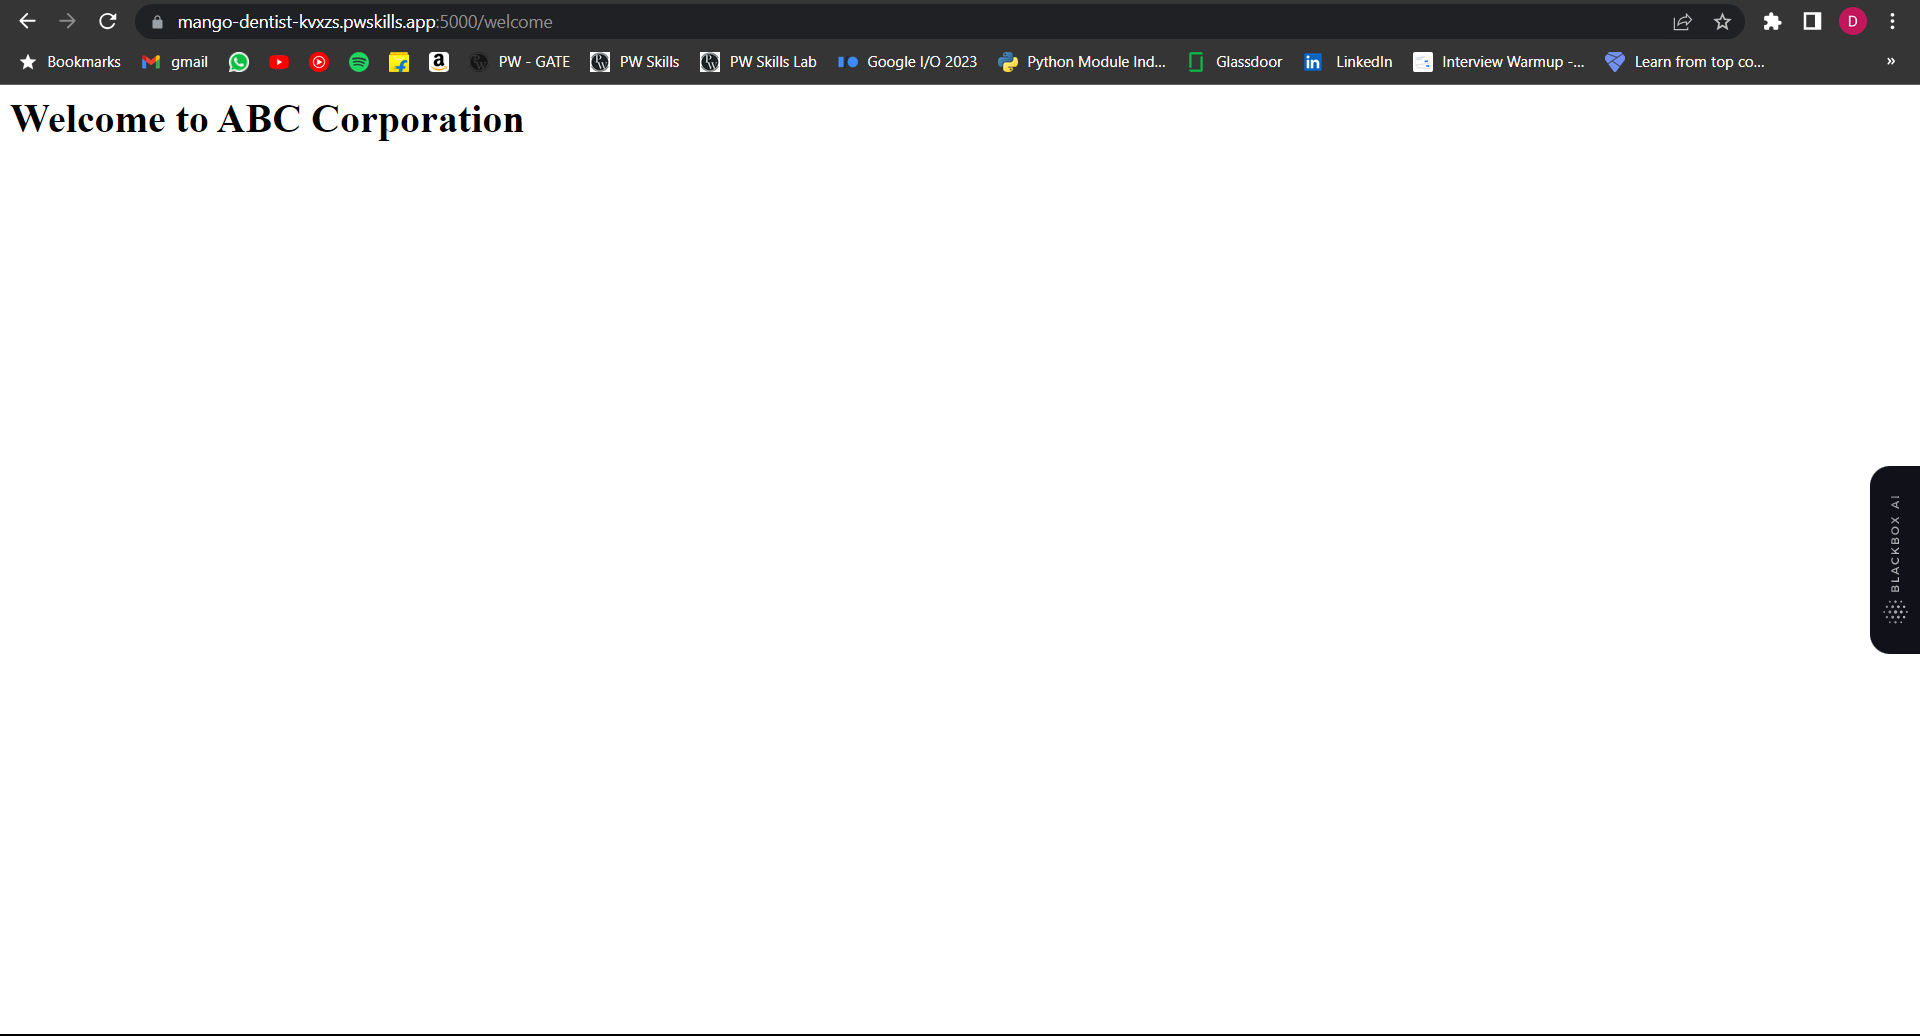 mango-dentist-kvxzs.pwskills.app:5000/welcome
D
Bookmarks gmail PW - GATE PW Skills PW Skills Lab Google I/O 2023 Python Module Ind... Glassdoor LinkedIn Interview Warmup -... Learn from top co... »
Welcome to ABC Corporation
BLACKBOX AI